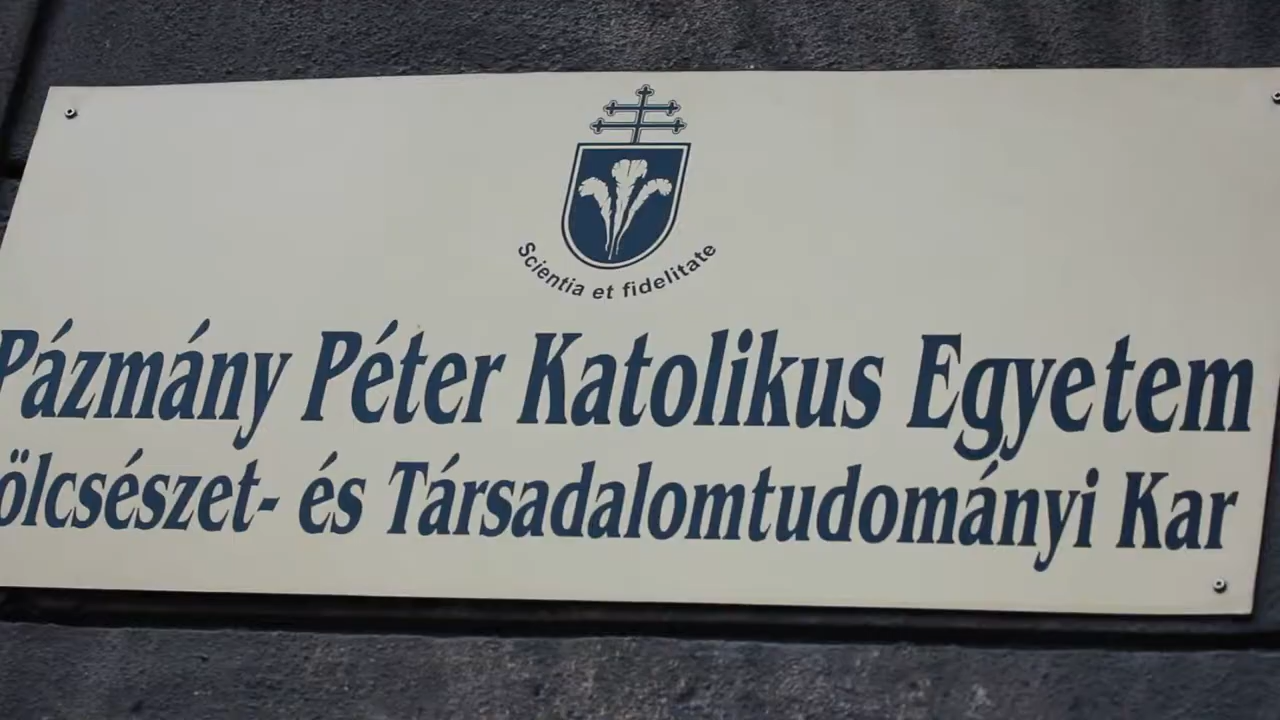 Scientia et fidelitate
Pázmány Péter Katolikus Egyetem
ölcsészet- és Társadalomtudományi Kar